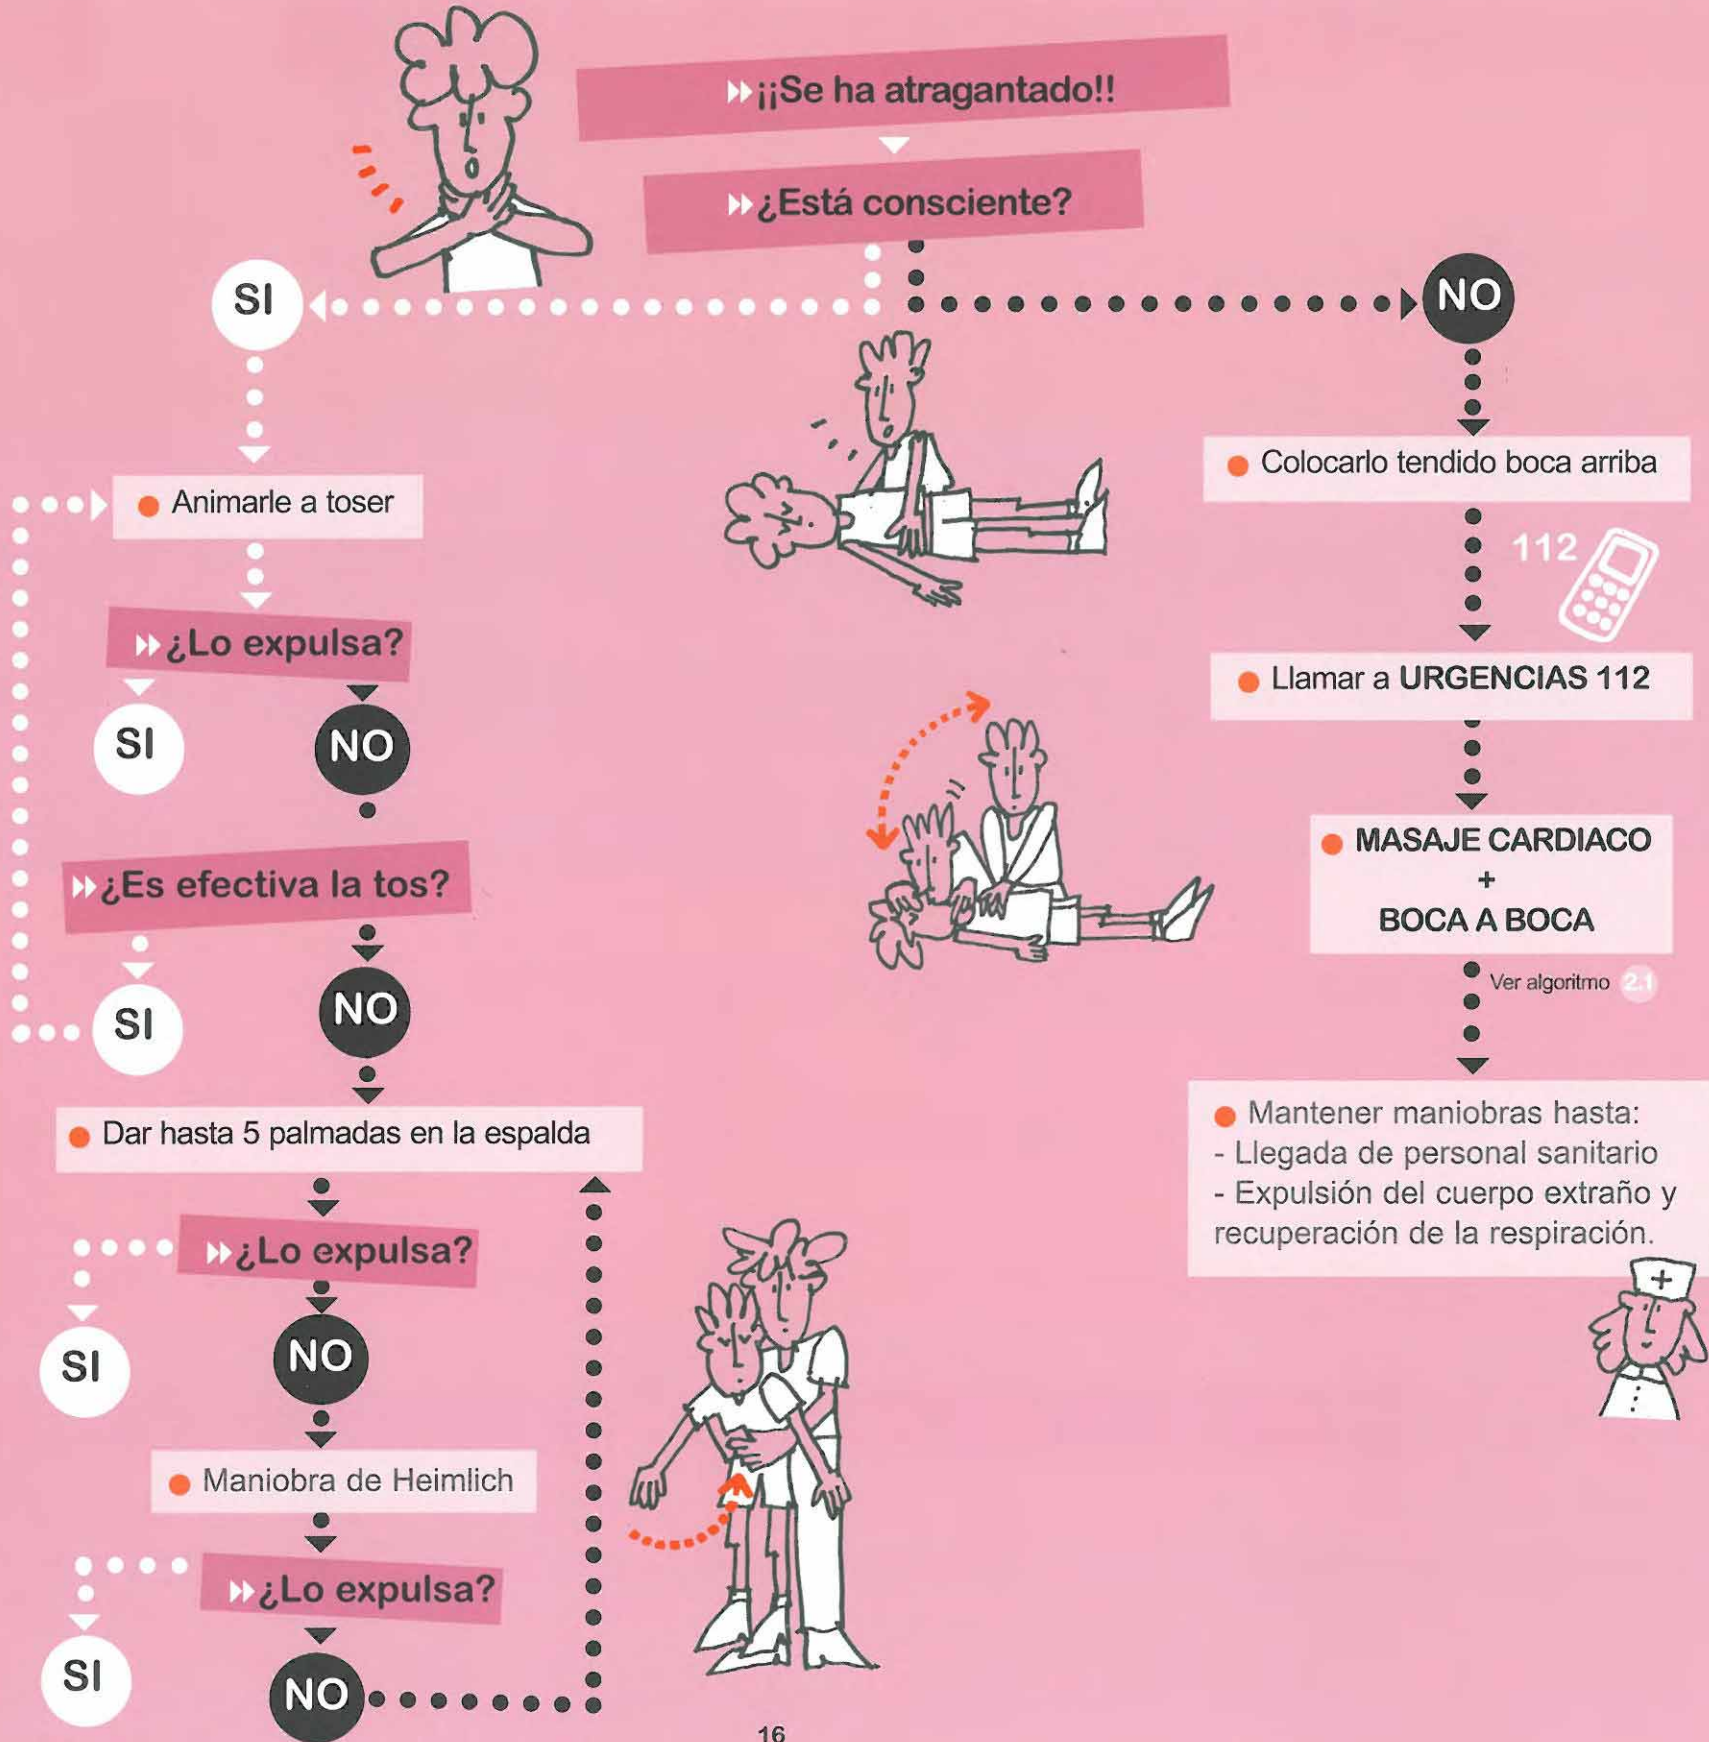 ¡¡Se ha atragantado!!
¿Está consciente?
SI
NO
Animarle a toser
¿Lo expulsa?
SI
NO
¿Es efectiva la tos?
SI
NO
Dar hasta 5 palmadas en la espalda
¿Lo expulsa?
SI
NO
Maniobra de Heimlich
¿Lo expulsa?
SI
NO
Colocarlo tendido boca arriba
112
Llamar a URGENCIAS 112
MASAJE CARDIACO
+
BOCA A BOCA
Ver algoritmo 2.1
Mantener maniobras hasta:
- Llegada de personal sanitario
- Expulsión del cuerpo extraño y
recuperación de la respiración.
16